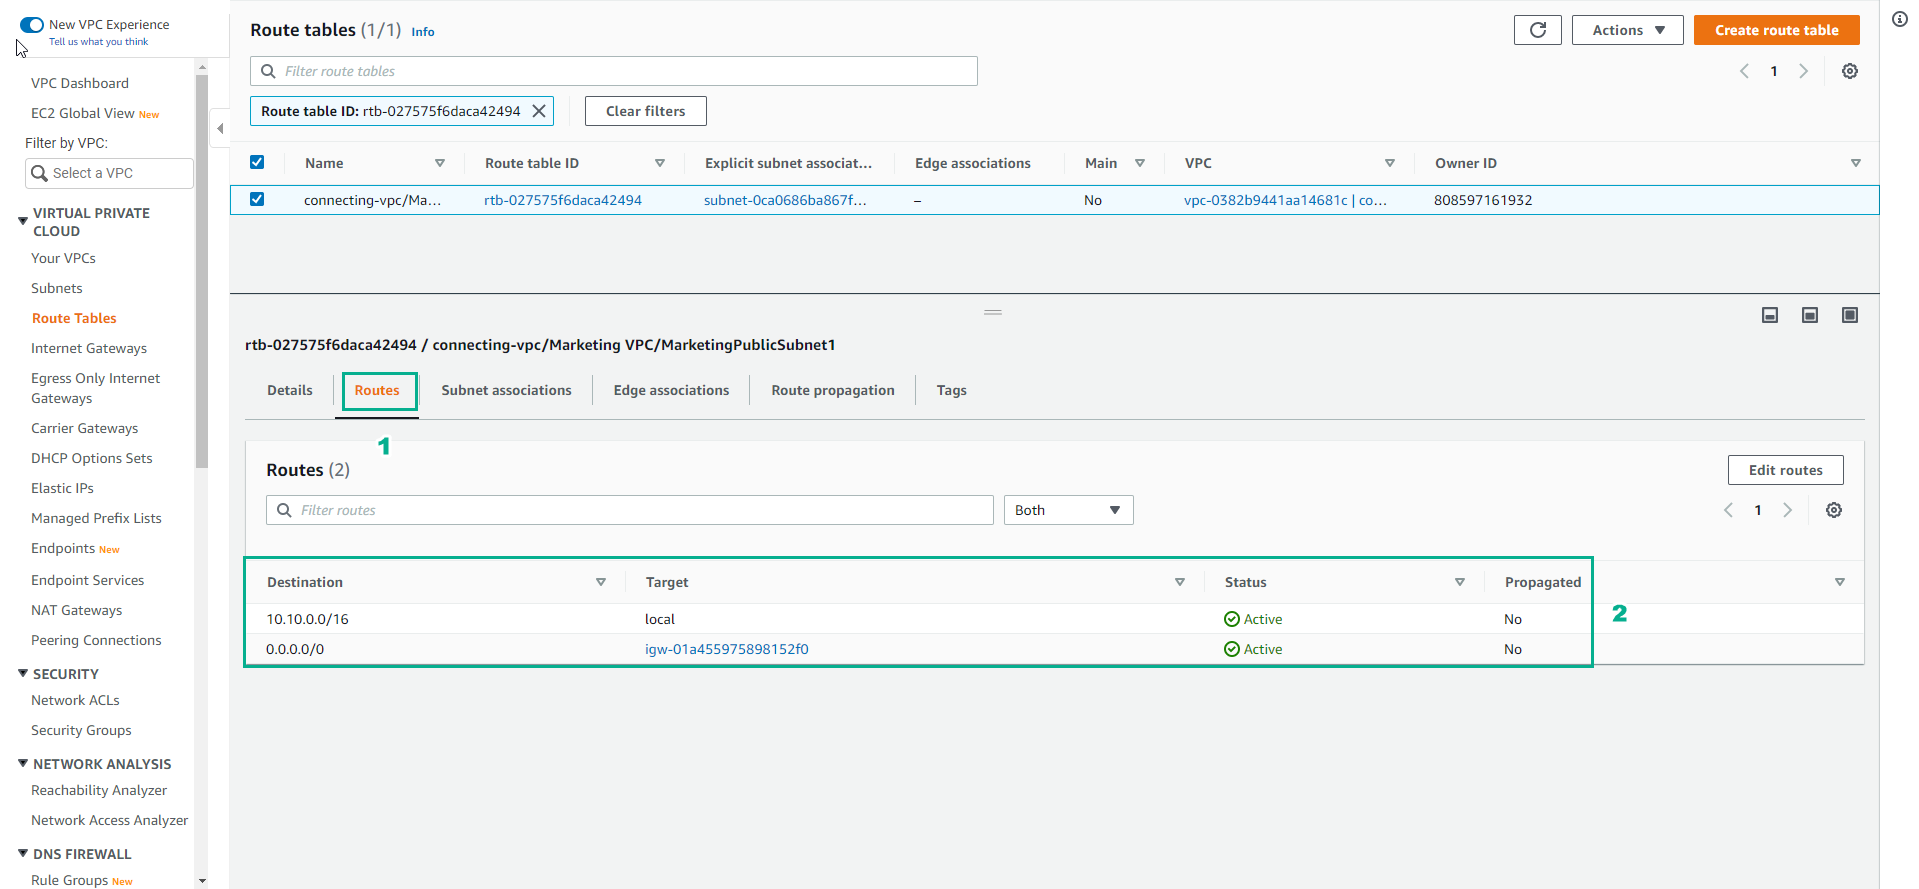 New VPC Experience
Tell us what you think
VPC Dashboard
EC2 Global View New
Filter by VPC:
Select a VPC
VIRTUAL PRIVATE
CLOUD
Your VPCs
Subnets
Route Tables
Internet Gateways
Egress Only Internet
Gateways
Carrier Gateways
DHCP Options Sets
Elastic IPs
Managed Prefix Lists
Endpoints New
Endpoint Services
NAT Gateways
Peering Connections
SECURITY
Network ACLs
Security Groups
NETWORK ANALYSIS
Reachability Analyzer
Network Access Analyzer
DNS FIREWALL
Rule Groups New
Route tables (1/1) Info
Actions
Create route table
Filter route tables
1
Route table ID: rtb-027575f6daca42494
Clear filters
Name Route table ID Explicit subnet associat... Edge associations Main VPC Owner ID
connecting-vpc/Ma... rtb-027575f6daca42494 subnet-0ca0686ba867f... – No vpc-0382b9441aa14681c | co... 808597161932
rtb-027575f6daca42494 / connecting-vpc/Marketing VPC/MarketingPublicSubnet1
Details Routes Subnet associations Edge associations Route propagation Tags
1
Routes (2)
Edit routes
Filter routes
Both
1
Destination Target Status Propagated
10.10.0.0/16 local Active No
2
0.0.0.0/0 igw-01a455975898152f0 Active No